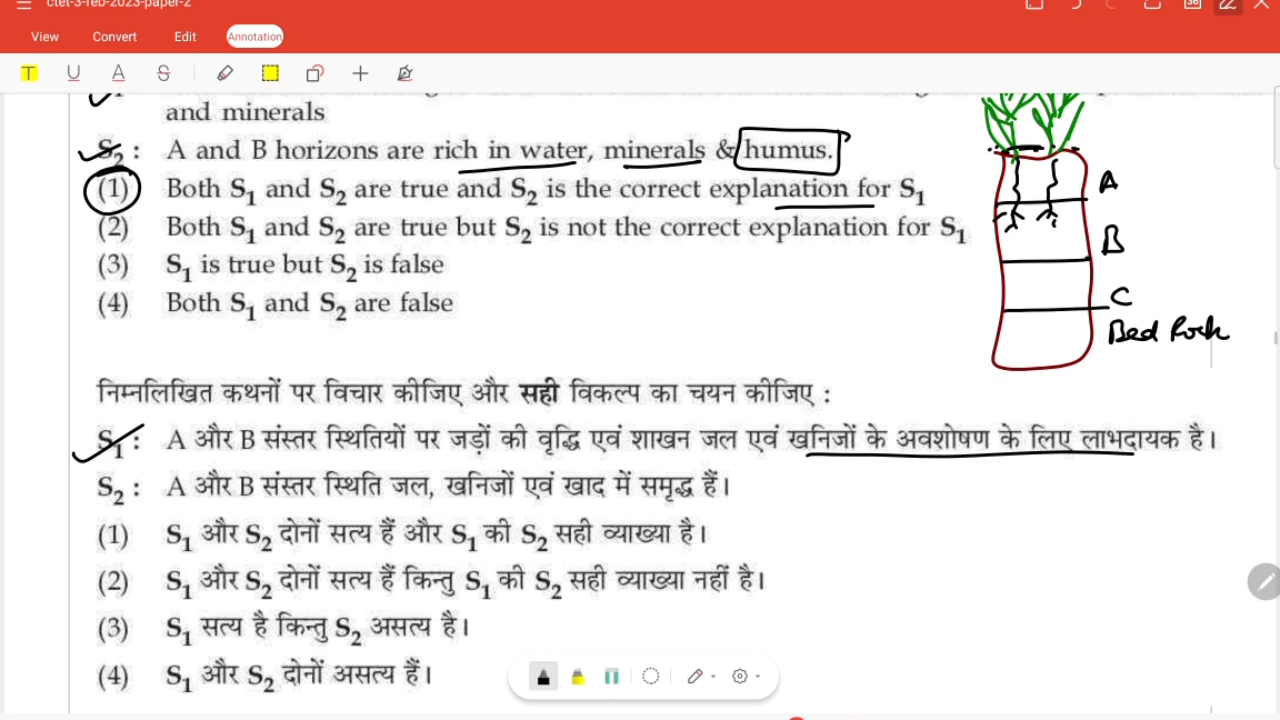 ctet-3-feb-2023-paper-2
View Convert Edit Annotation
and minerals
S2 : A and B horizons are rich in water, minerals & humus.
(1) Both S1 and S2 are true and S2 is the correct explanation for S1
(2) Both S1 and S2 are true but S2 is not the correct explanation for S1
(3) S1 is true but S2 is false
(4) Both S1 and S2 are false
A
B
C
Bed Rock
निम्नलिखित कथनों पर विचार कीजिए और सही विकल्प का चयन कीजिए :
S1 : A और B संस्तर स्थितियों पर जड़ों की वृद्धि एवं शाखन जल एवं खनिजों के अवशोषण के लिए लाभदायक है।
S2 : A और B संस्तर स्थिति जल, खनिजों एवं खाद में समृद्ध हैं।
(1) S1 और S2 दोनों सत्य हैं और S1 की S2 सही व्याख्या है।
(2) S1 और S2 दोनों सत्य हैं किन्तु S1 की S2 सही व्याख्या नहीं है।
(3) S1 सत्य है किन्तु S2 असत्य है।
(4) S1 और S2 दोनों असत्य हैं।